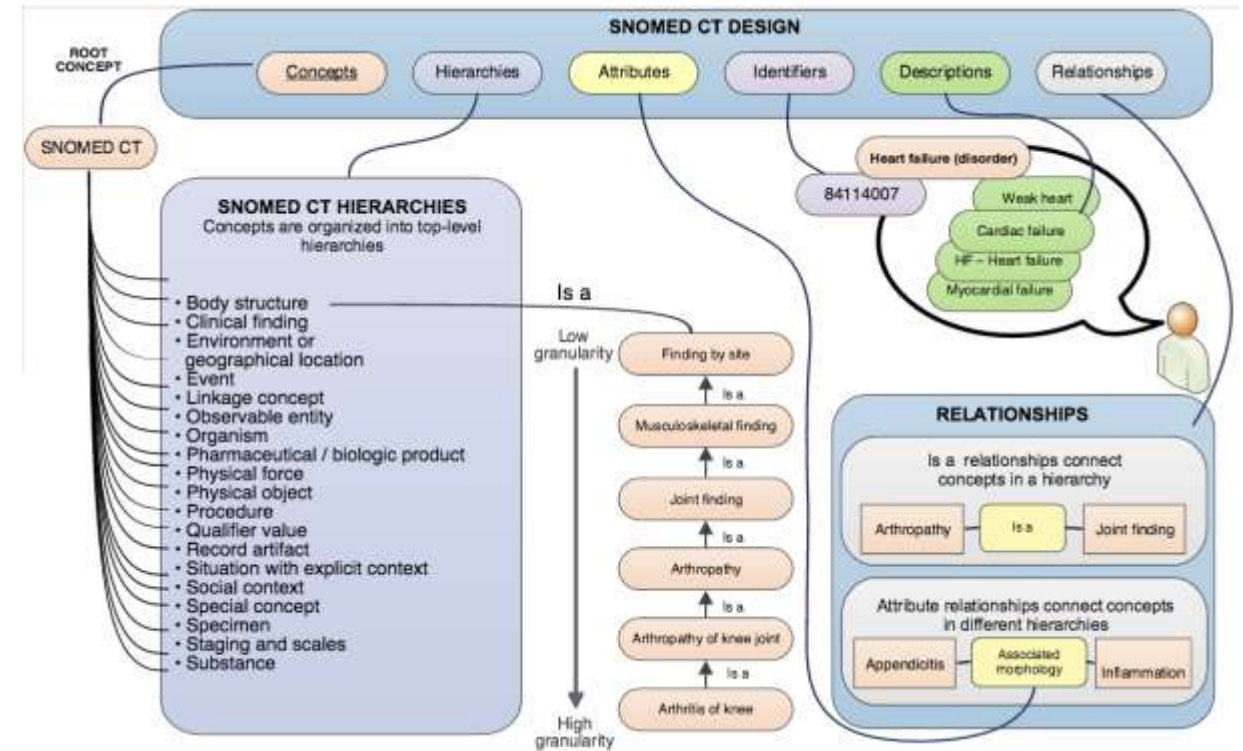 SNOMED CT DESIGN
ROOT
CONCEPT
Concepts
Hierarchies
Attributes
Identifiers
Descriptions
Relationships
SNOMED CT
Heart failure (disorder)
84114007
Weak heart
Cardiac failure
HF – Heart failure
Myocardial failure
SNOMED CT HIERARCHIES
Concepts are organized into top-level
hierarchies
• Body structure
• Clinical finding
• Environment or
geographical location
• Event
• Linkage concept
• Observable entity
• Organism
• Pharmaceutical / biologic product
• Physical force
• Physical object
• Procedure
• Qualifier value
• Record artifact
• Situation with explicit context
• Social context
• Special concept
• Specimen
• Staging and scales
• Substance
Is a
Low
granularity
High
granularity
Finding by site
Is a
Musculoskeletal finding
Is a
Joint finding
Is a
Arthropathy
Is a
Arthropathy of knee joint
Is a
Arthritis of knee
RELATIONSHIPS
Is a relationships connect
concepts in a hierarchy
Arthropathy
Is a
Joint finding
Attribute relationships connect concepts
in different hierarchies
Appendicitis
Associated
morphology
Inflammation